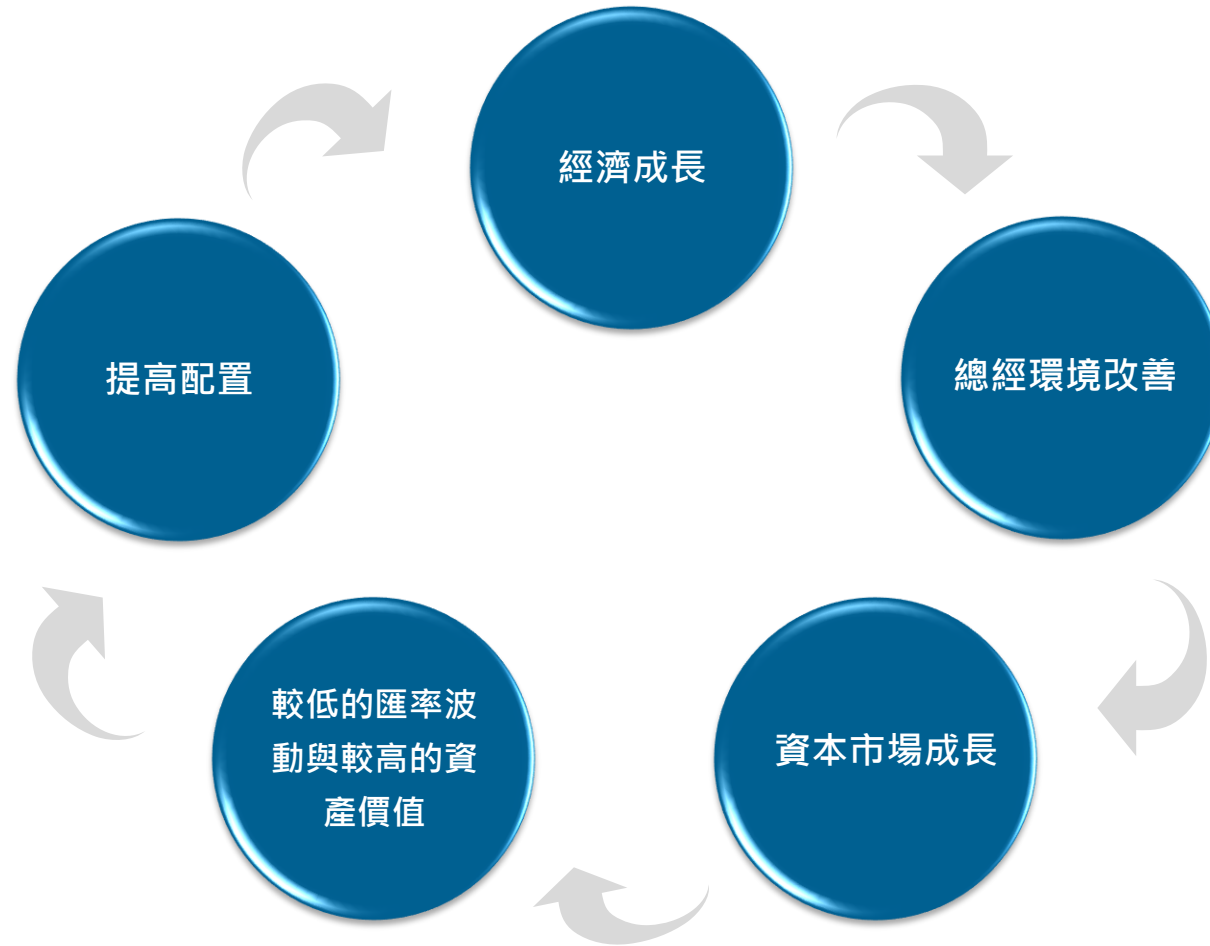 經濟成長
總經環境改善
資本市場成長
較低的匯率波
動與較高的資
產價值
提高配置